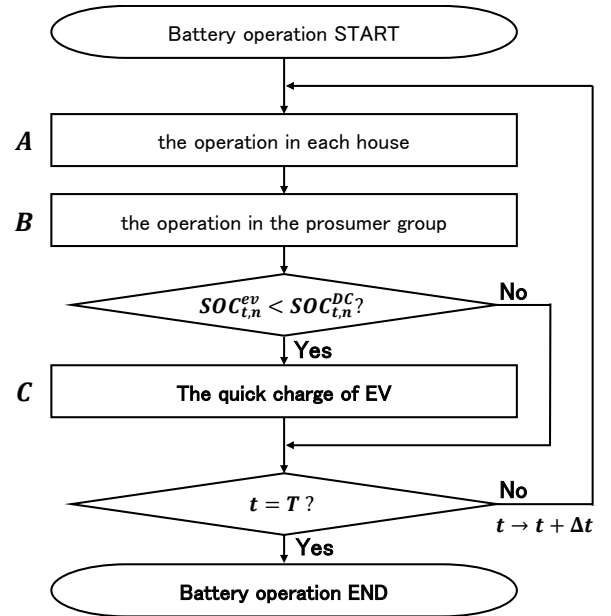 Battery operation START
A
the operation in each house
B
the operation in the prosumer group
SOC^{ev}_{t,n} < SOC^{DC}_{t,n}?
No
Yes
C
The quick charge of EV
t = T ?
No
t → t + Δt
Yes
Battery operation END